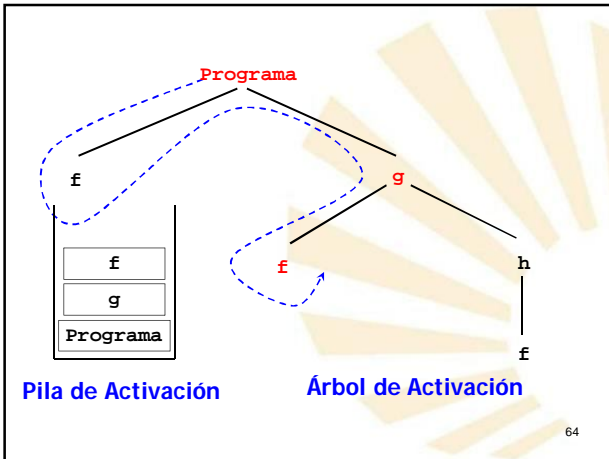 Programa
f
g
f
h
f
g
Programa
f
Pila de Activación
Árbol de Activación
64